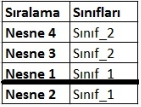 Sıralama Sınıfları
Nesne 4 Sınıf_2
Nesne 3 Sınıf_2
Nesne 1 Sınıf_1
Nesne 2 Sınıf_1